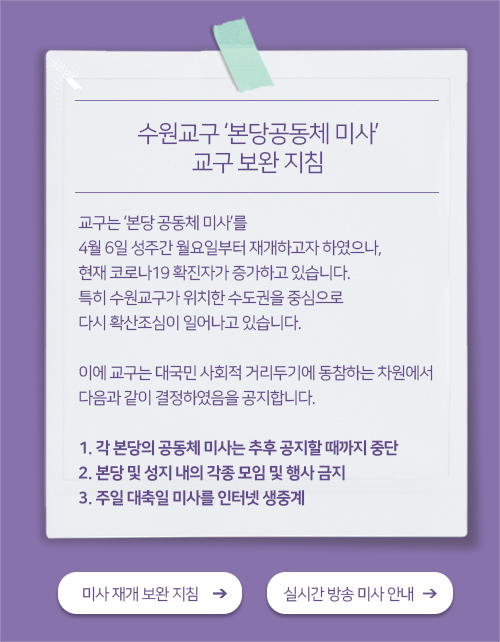 수원교구 '본당공동체 미사'
교구 보완 지침
교구는 '본당 공동체 미사'를
4월 6일 성주간 월요일부터 재개하고자 하였으나,
현재 코로나19 확진자가 증가하고 있습니다.
특히 수원교구가 위치한 수도권을 중심으로
다시 확산조심이 일어나고 있습니다.
이에 교구는 대국민 사회적 거리두기에 동참하는 차원에서
다음과 같이 결정하였음을 공지합니다.
1. 각 본당의 공동체 미사는 추후 공지할 때까지 중단
2. 본당 및 성지 내의 각종 모임 및 행사 금지
3. 주일 대축일 미사를 인터넷 생중계
미사 재개 보완 지침 → 실시간 방송 미사 안내 →